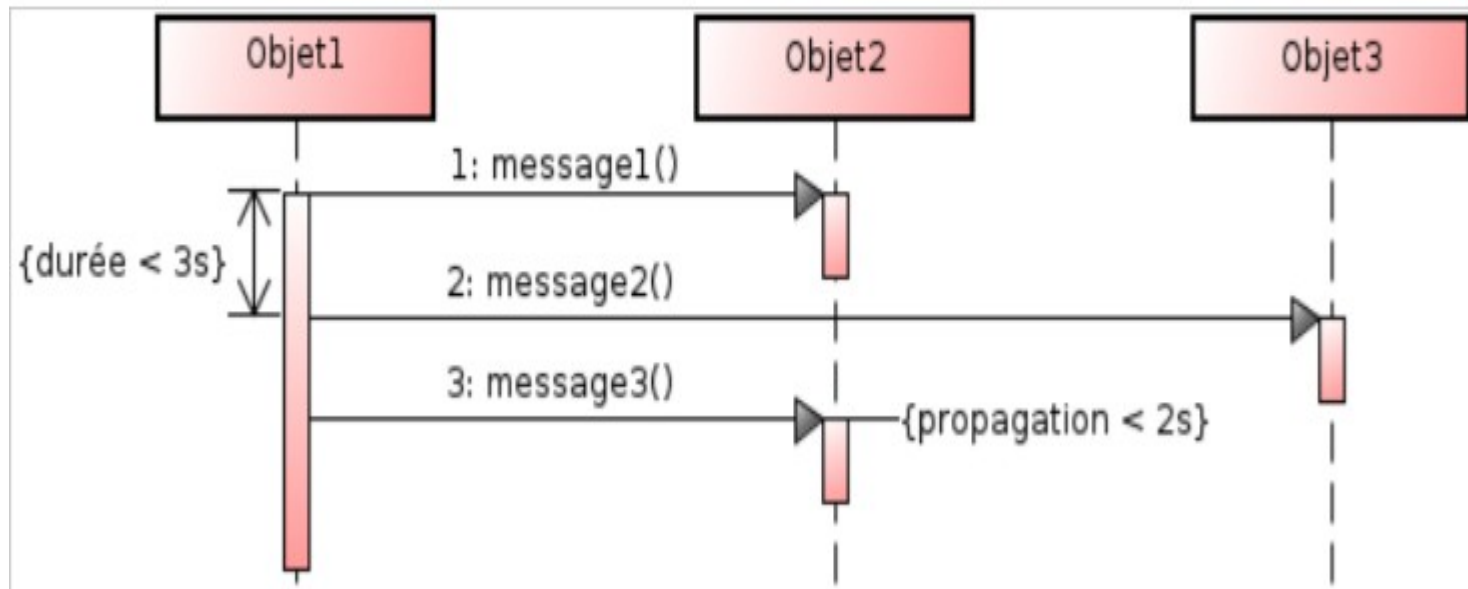 Objet1
Objet2
Objet3
1: message1()
{durée < 3s}
2: message2()
3: message3()
{propagation < 2s}